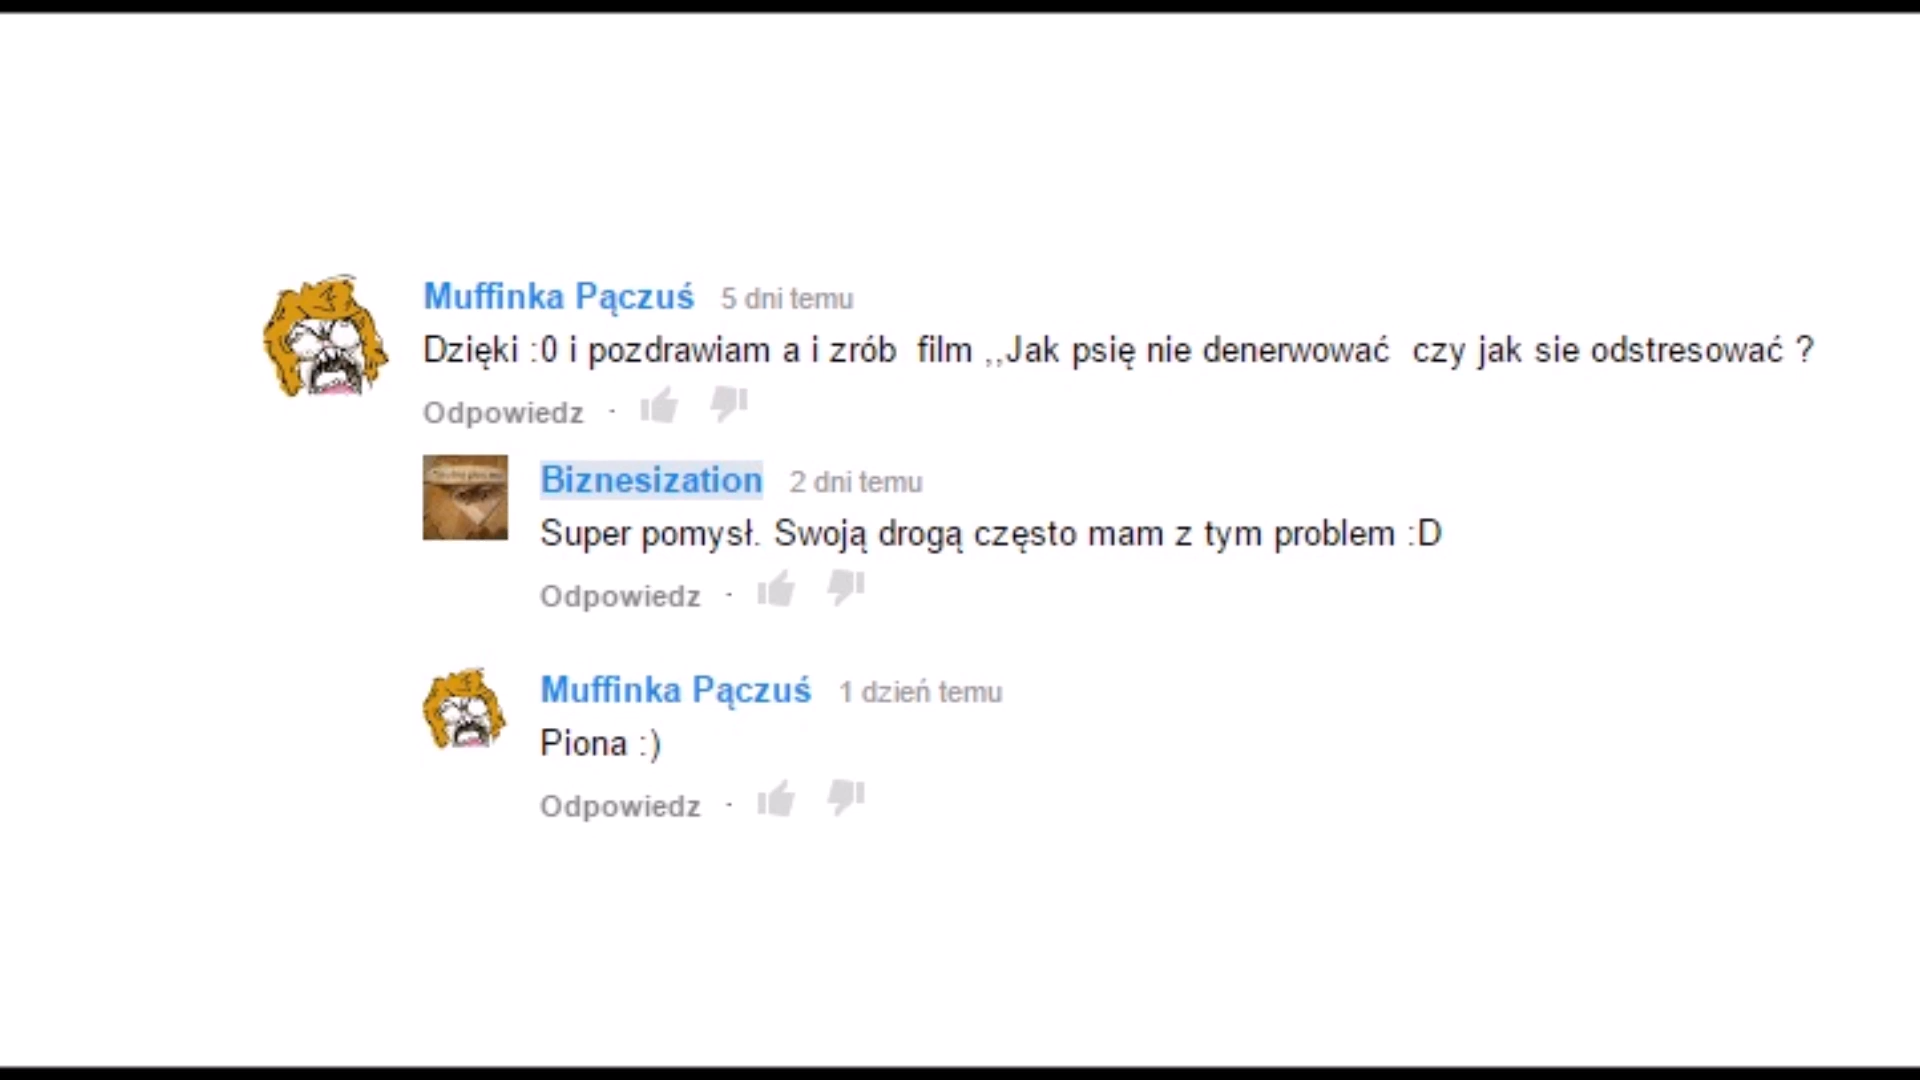 Muffinka Pączuś 5 dni temu
Dzięki :0 i pozdrawiam a i zrób film ,,Jak psię nie denerwować czy jak sie odstresować ?
Odpowiedz ·
Biznesization 2 dni temu
Super pomysł. Swoją drogą często mam z tym problem :D
Odpowiedz ·
Muffinka Pączuś 1 dzień temu
Piona :)
Odpowiedz ·